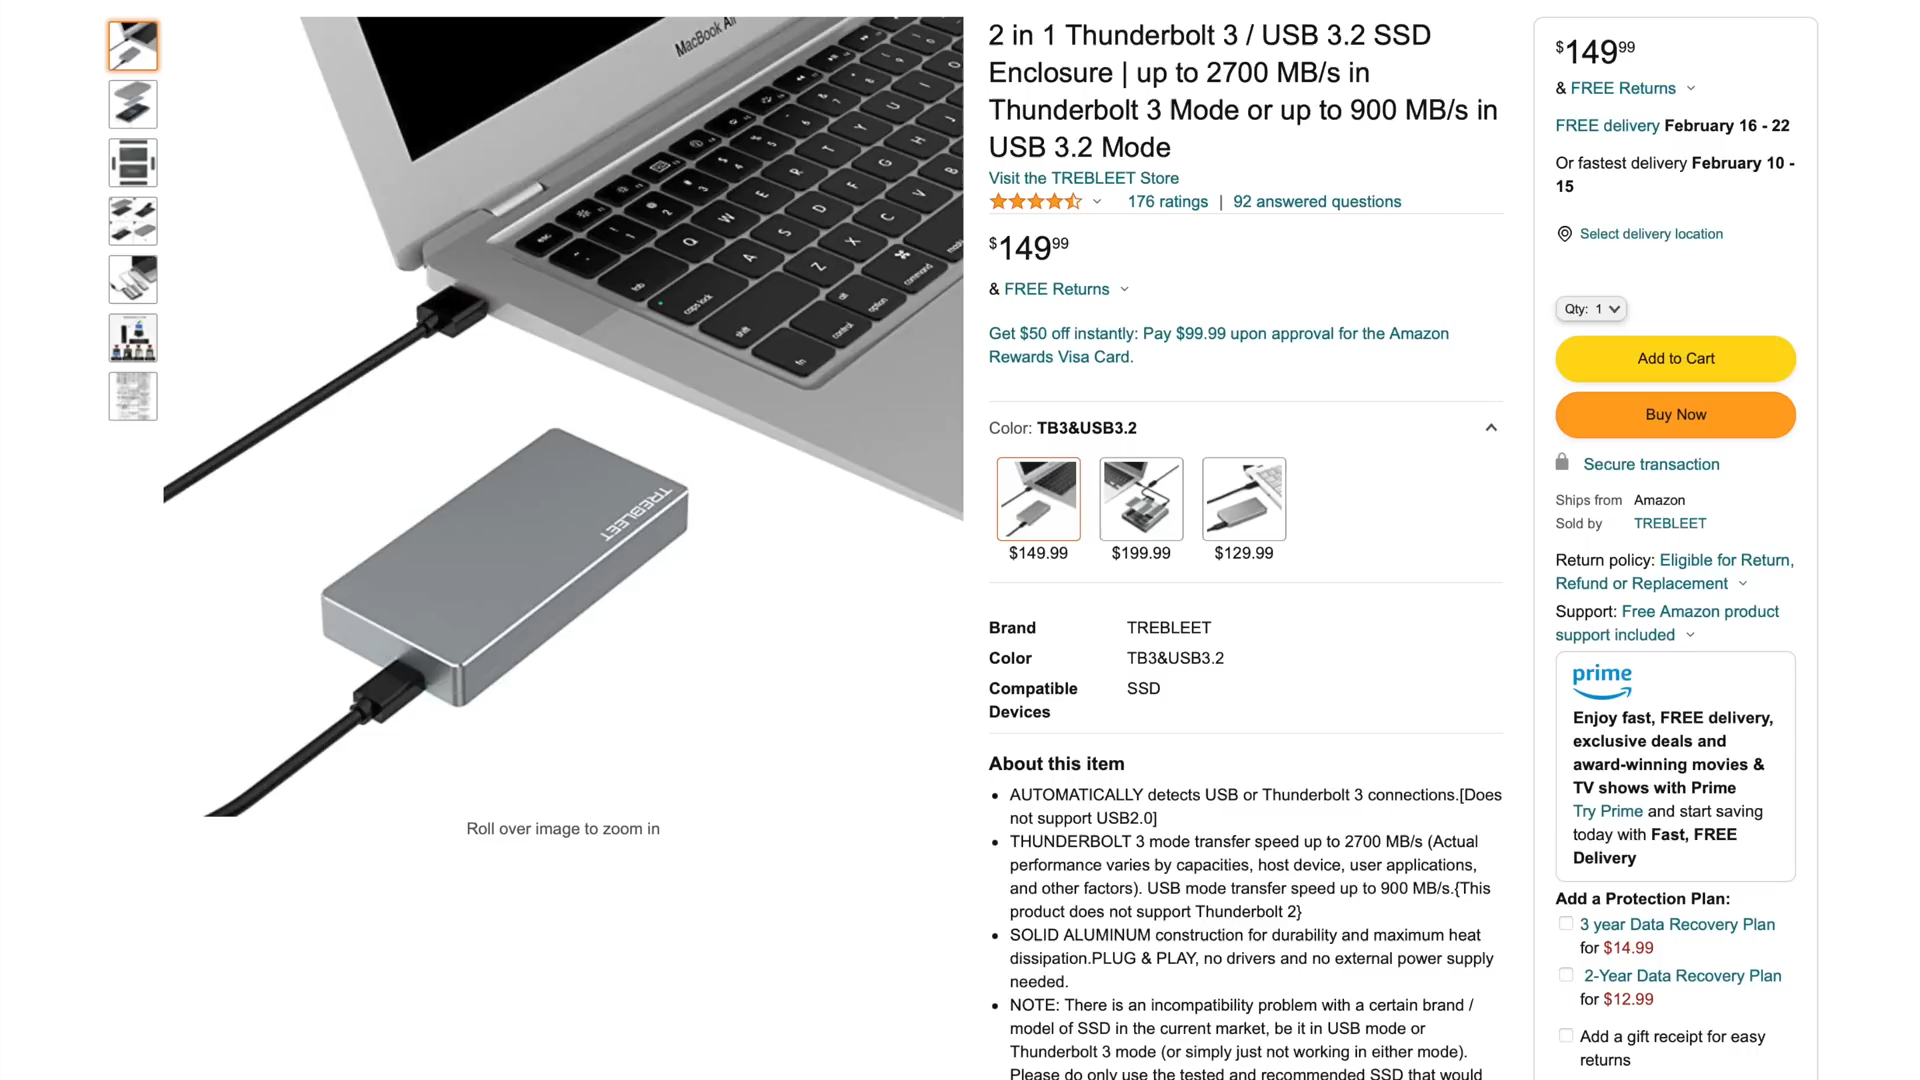 MacBook Air
TREBLEET
Roll over image to zoom in
2 in 1 Thunderbolt 3 / USB 3.2 SSD
Enclosure | up to 2700 MB/s in
Thunderbolt 3 Mode or up to 900 MB/s in
USB 3.2 Mode
Visit the TREBLEET Store
176 ratings | 92 answered questions
$149.99
& FREE Returns
Get $50 off instantly: Pay $99.99 upon approval for the Amazon
Rewards Visa Card.
Color: TB3&USB3.2
$149.99 $199.99 $129.99
Brand TREBLEET
Color TB3&USB3.2
Compatible SSD
Devices
About this item
AUTOMATICALLY detects USB or Thunderbolt 3 connections.[Does
not support USB2.0]
THUNDERBOLT 3 mode transfer speed up to 2700 MB/s (Actual
performance varies by capacities, host device, user applications,
and other factors). USB mode transfer speed up to 900 MB/s.{This
product does not support Thunderbolt 2}
SOLID ALUMINUM construction for durability and maximum heat
dissipation.PLUG & PLAY, no drivers and no external power supply
needed.
NOTE: There is an incompatibility problem with a certain brand /
model of SSD in the current market, be it in USB mode or
Thunderbolt 3 mode (or simply just not working in either mode).
Please do only use the tested and recommended SSD that would
$149.99
& FREE Returns
FREE delivery February 16 - 22
Or fastest delivery February 10 -
15
Select delivery location
Qty: 1
Add to Cart
Buy Now
Secure transaction
Ships from Amazon
Sold by TREBLEET
Return policy: Eligible for Return,
Refund or Replacement
Support: Free Amazon product
support included
prime
Enjoy fast, FREE delivery,
exclusive deals and
award-winning movies &
TV shows with Prime
Try Prime and start saving
today with Fast, FREE
Delivery
Add a Protection Plan:
3 year Data Recovery Plan
for $14.99
2-Year Data Recovery Plan
for $12.99
Add a gift receipt for easy
returns